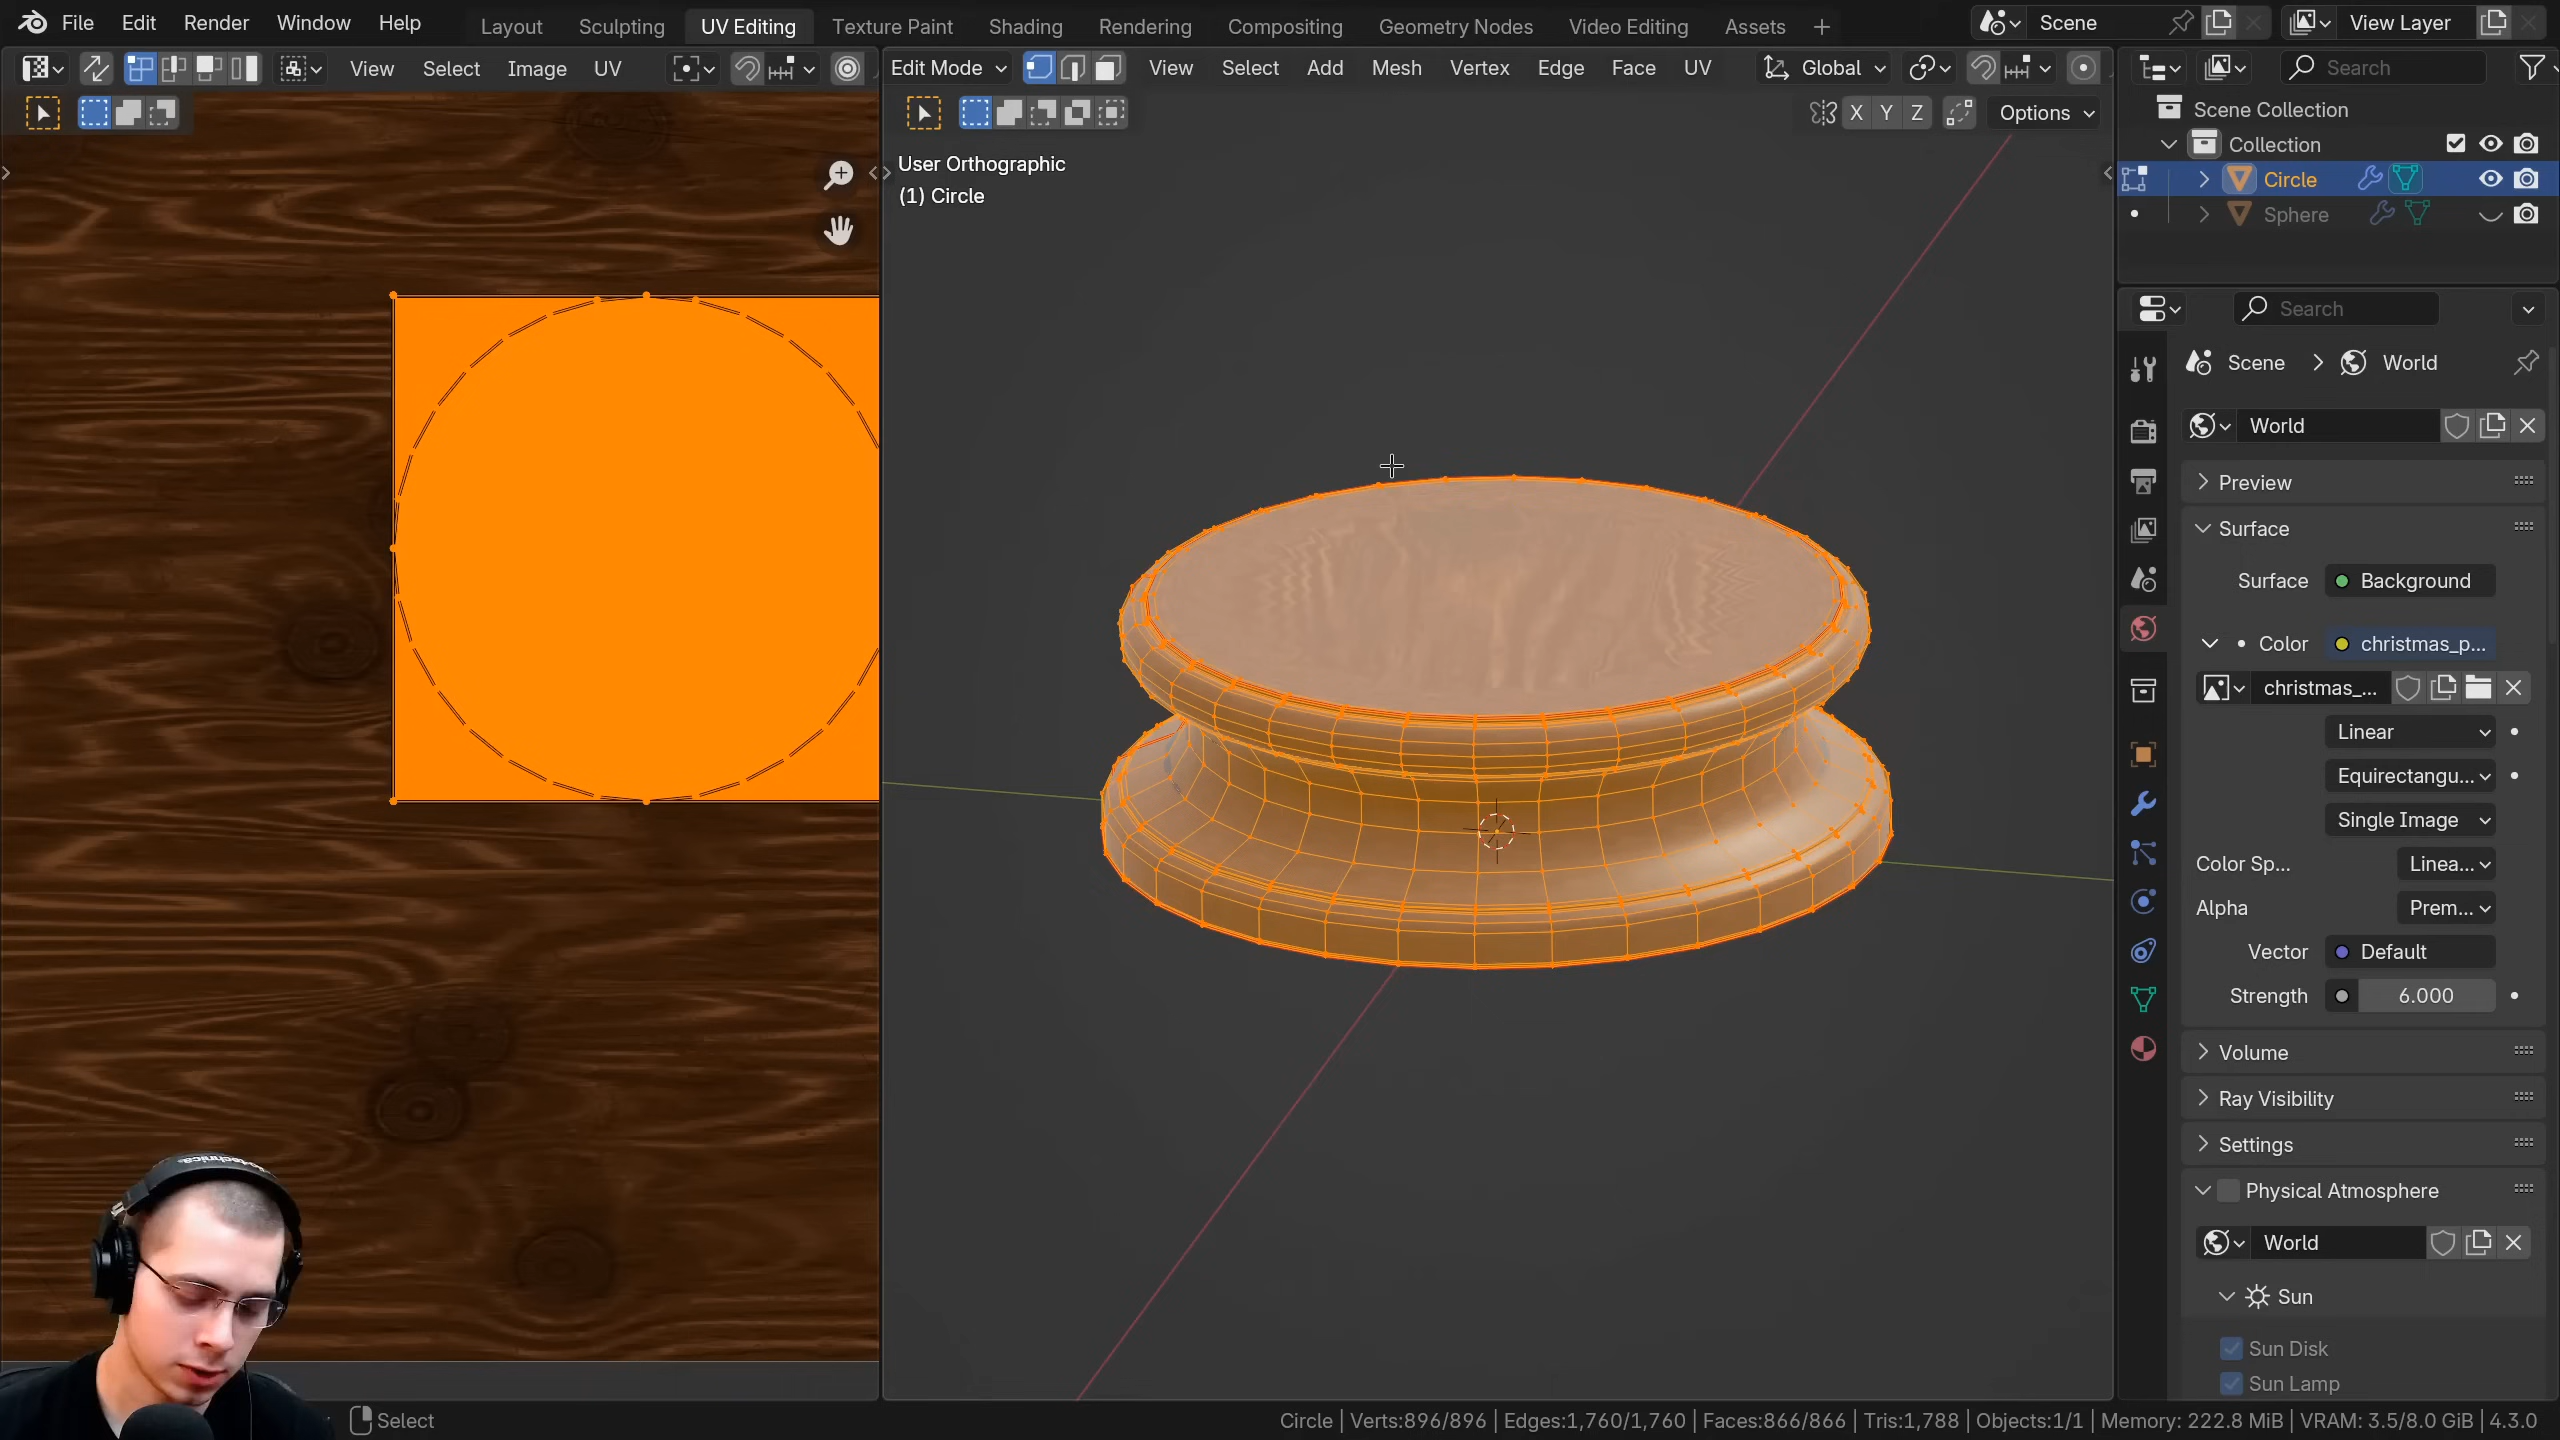 File Edit Render Window Help Layout Sculpting UV Editing Texture Paint Shading Rendering Compositing Geometry Nodes Video Editing Assets + Scene View Layer
View Select Image UV
Edit Mode View Select Add Mesh Vertex Edge Face UV Global
Search
X Y Z Options
User Orthographic
(1) Circle
Scene Collection
Collection
Circle
Sphere
Search
Scene > World
World
Preview
Surface
Surface Background
Color christmas_p...
christmas_...
Linear
Equirectangu...
Single Image
Color Sp... Linea...
Alpha Prem...
Vector Default
Strength 6.000
Volume
Ray Visibility
Settings
Physical Atmosphere
World
Sun
Sun Disk
Sun Lamp
Select
Circle | Verts:896/896 | Edges:1,760/1,760 | Faces:866/866 | Tris:1,788 | Objects:1/1 | Memory: 222.8 MiB | VRAM: 3.5/8.0 GiB | 4.3.0